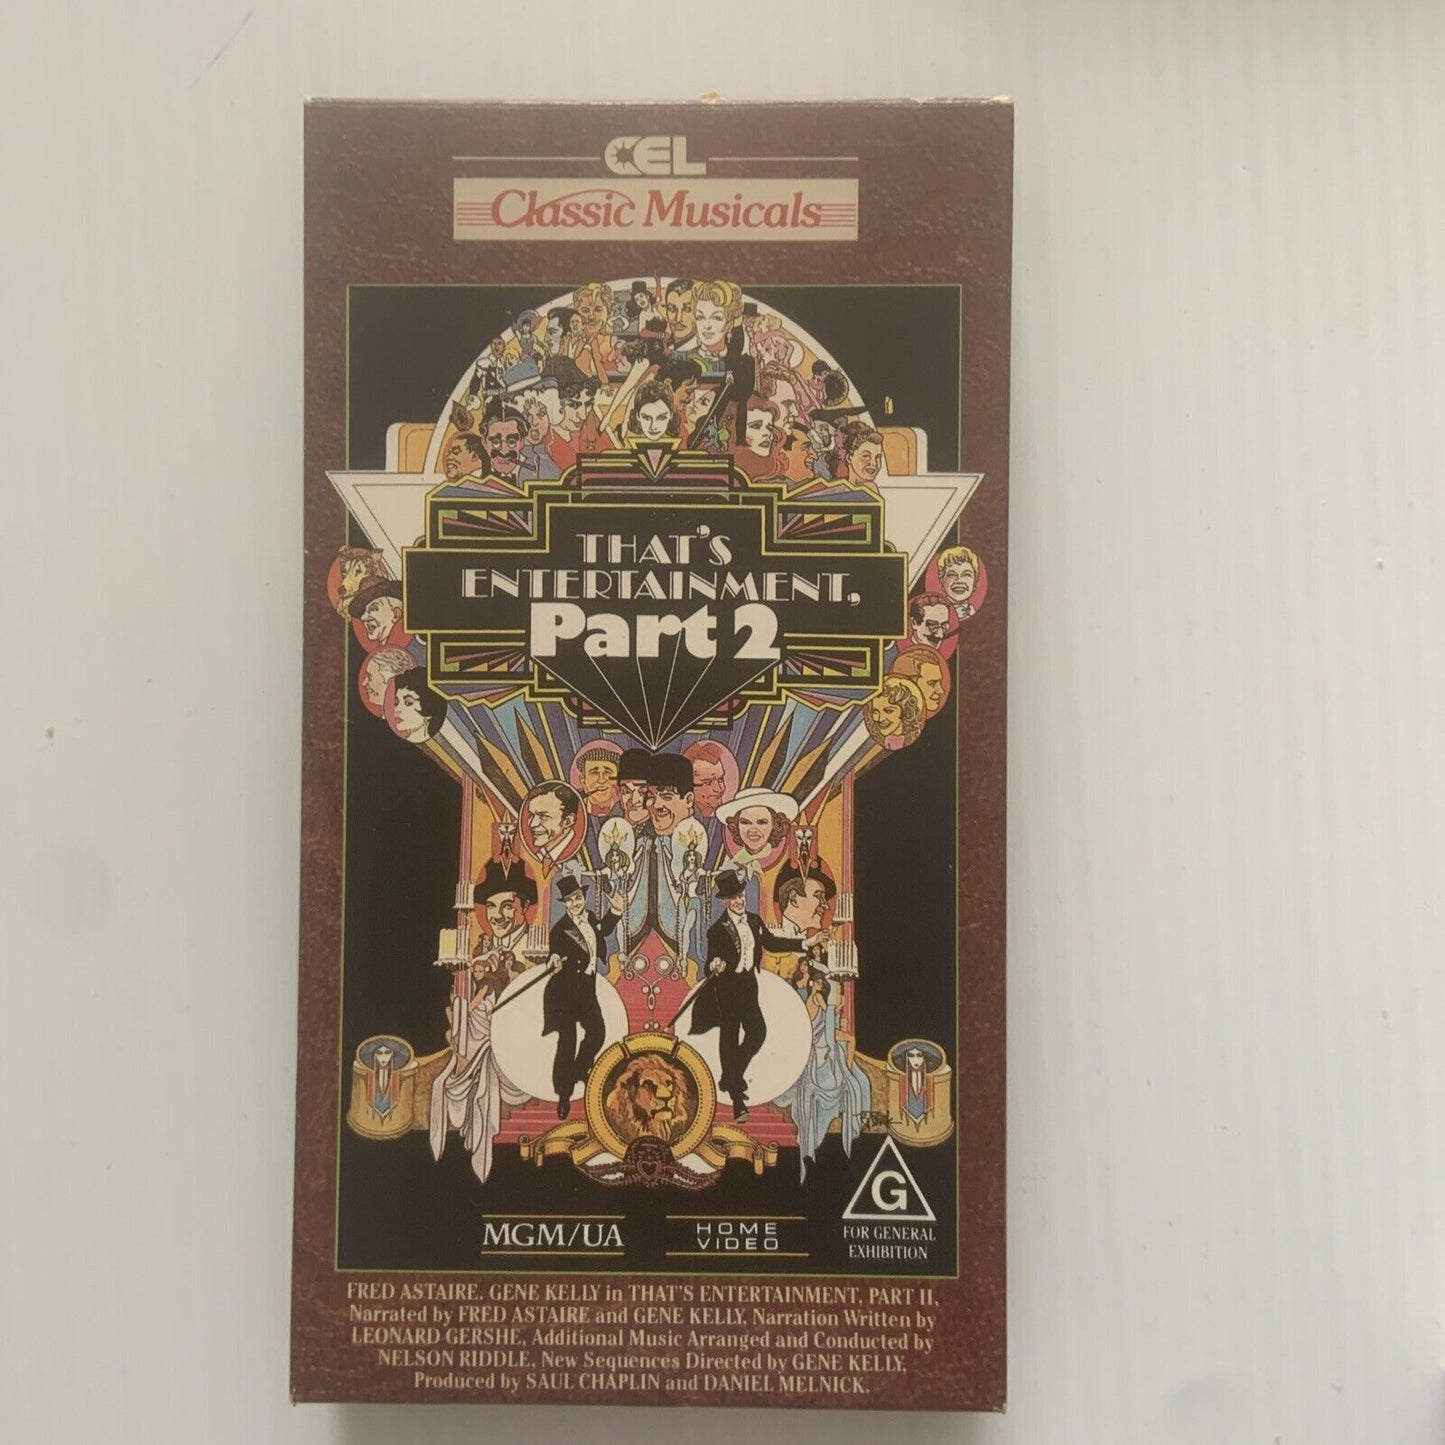 CEL
Classic Musicals
THAT'S
ENTERTAINMENT,
Part 2
MGM/UA
HOME
VIDEO
G
FOR GENERAL
EXHIBITION
FRED ASTAIRE. GENE KELLY in THAT'S ENTERTAINMENT, PART II,
Narrated by FRED ASTAIRE and GENE KELLY, Narration Written by
LEONARD GERSHE, Additional Music Arranged and Conducted by
NELSON RIDDLE, New Sequences Directed by GENE KELLY,
Produced by SAUL CHAPLIN and DANIEL MELNICK.